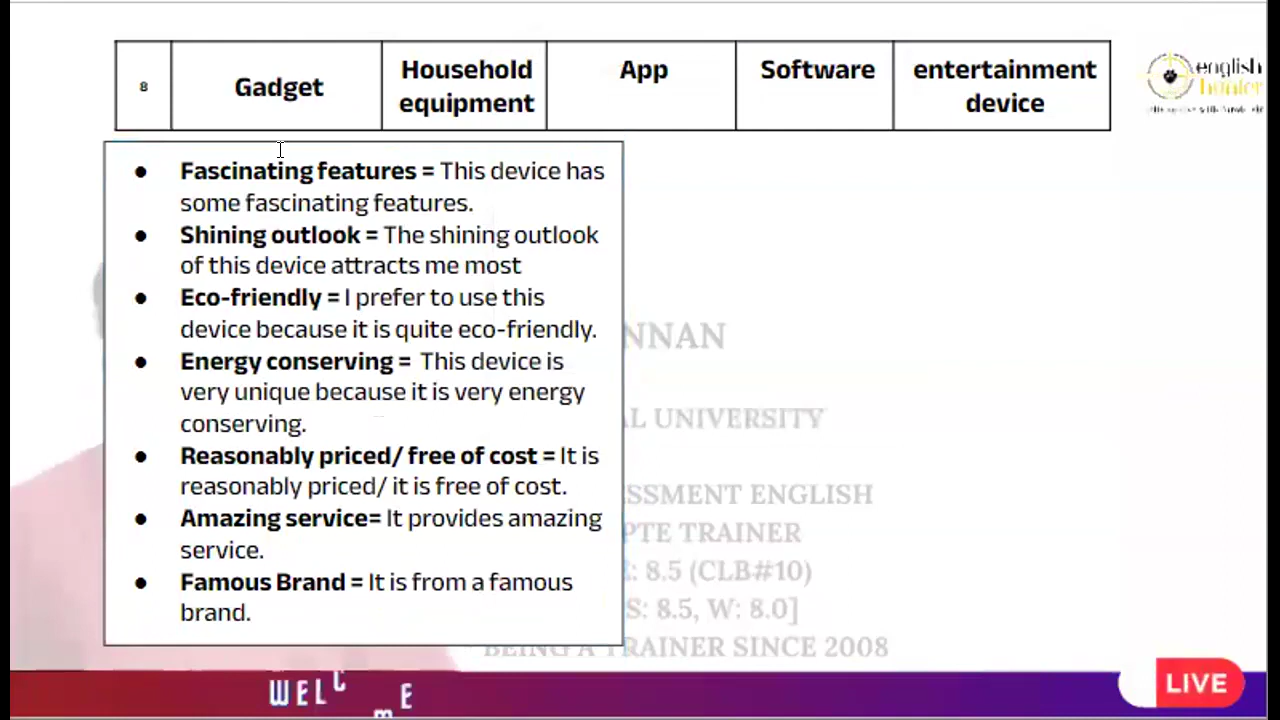 8
Gadget
Household
equipment
App
Software
entertainment
device
english
hunter
● Fascinating features = This device has
some fascinating features.
● Shining outlook = The shining outlook
of this device attracts me most
● Eco-friendly = I prefer to use this
device because it is quite eco-friendly.
● Energy conserving = This device is
very unique because it is very energy
conserving.
● Reasonably priced/ free of cost = It is
reasonably priced/ it is free of cost.
● Amazing service= It provides amazing
service.
● Famous Brand = It is from a famous
brand.
NNAN
AL UNIVERSITY
ESSMENT ENGLISH
PTE TRAINER
: 8.5 (CLB#10)
S: 8.5, W: 8.0]
BEING A TRAINER SINCE 2008
WELCmE
LIVE